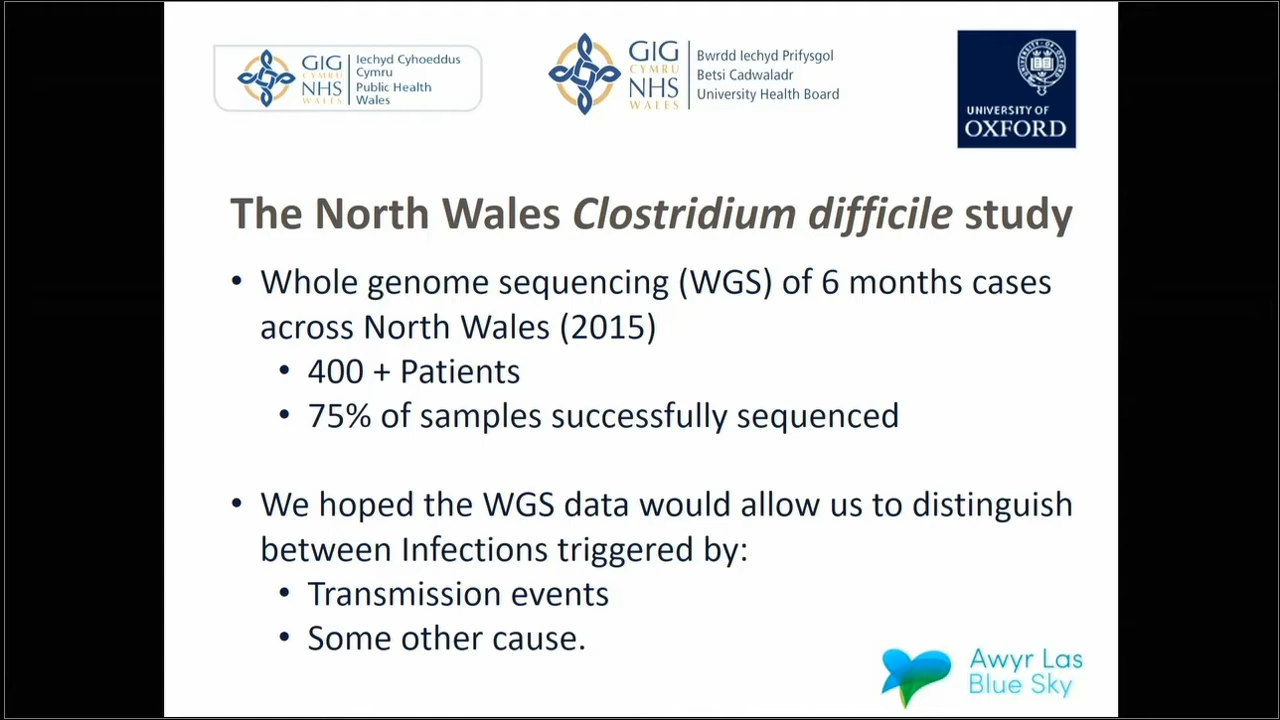 GIG
CYMRU
NHS
WALES
Iechyd Cyhoeddus
Cymru
Public Health
Wales
GIG
CYMRU
NHS
WALES
Bwrdd Iechyd Prifysgol
Betsi Cadwaladr
University Health Board
UNIVERSITY OF
OXFORD
The North Wales Clostridium difficile study
• Whole genome sequencing (WGS) of 6 months cases
across North Wales (2015)
• 400 + Patients
• 75% of samples successfully sequenced
• We hoped the WGS data would allow us to distinguish
between Infections triggered by:
• Transmission events
• Some other cause.
Awyr Las
Blue Sky